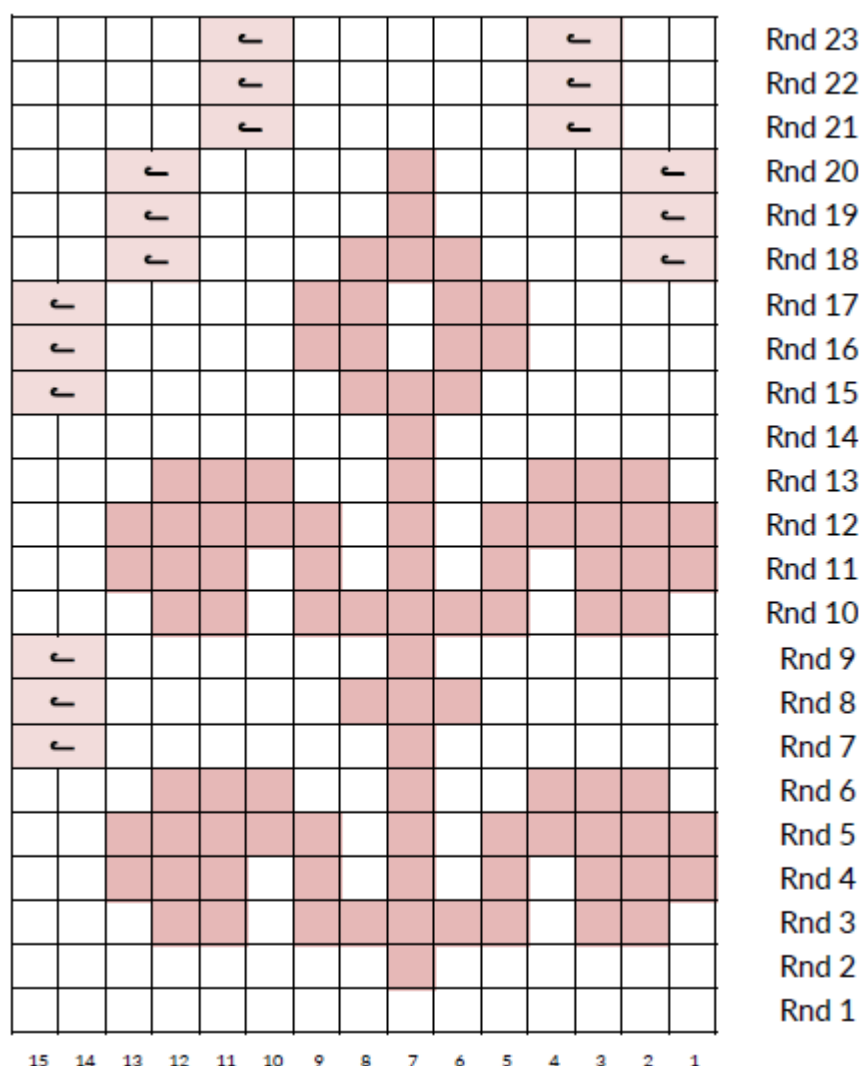 Rnd 23
Rnd 22
Rnd 21
Rnd 20
Rnd 19
Rnd 18
Rnd 17
Rnd 16
Rnd 15
Rnd 14
Rnd 13
Rnd 12
Rnd 11
Rnd 10
Rnd 9
Rnd 8
Rnd 7
Rnd 6
Rnd 5
Rnd 4
Rnd 3
Rnd 2
Rnd 1
15 14 13 12 11 10 9 8 7 6 5 4 3 2 1